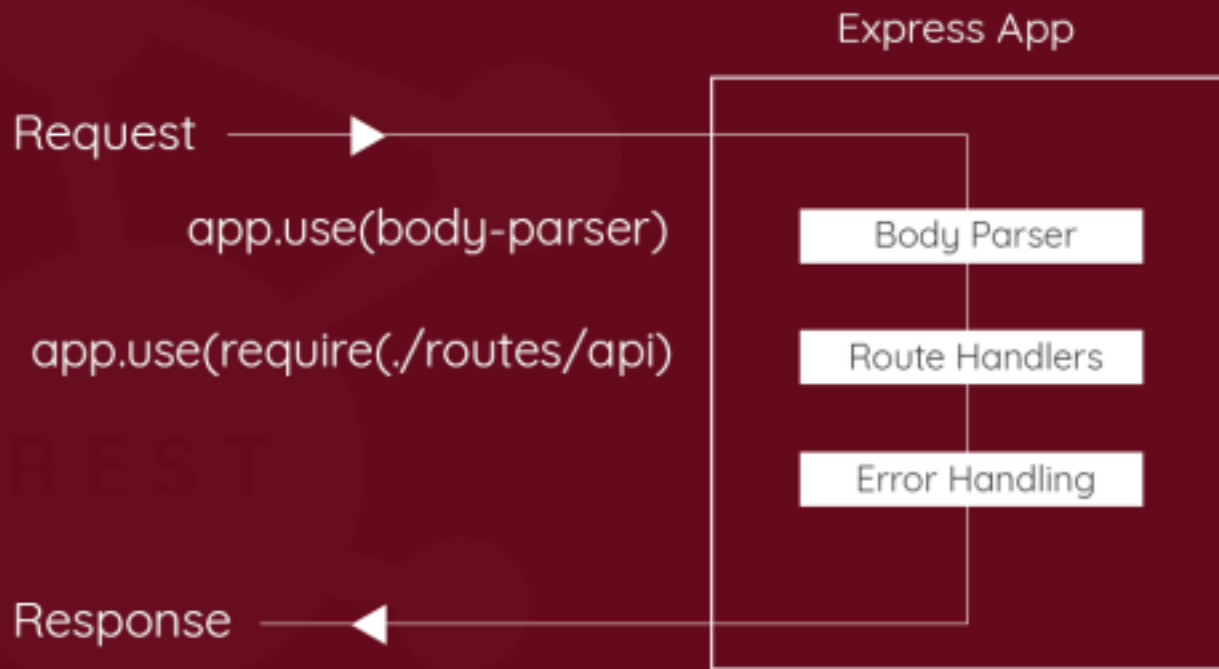 Express App
Request
app.use(body-parser)
Body Parser
app.use(require(./routes/api)
Route Handlers
REST
Error Handling
Response